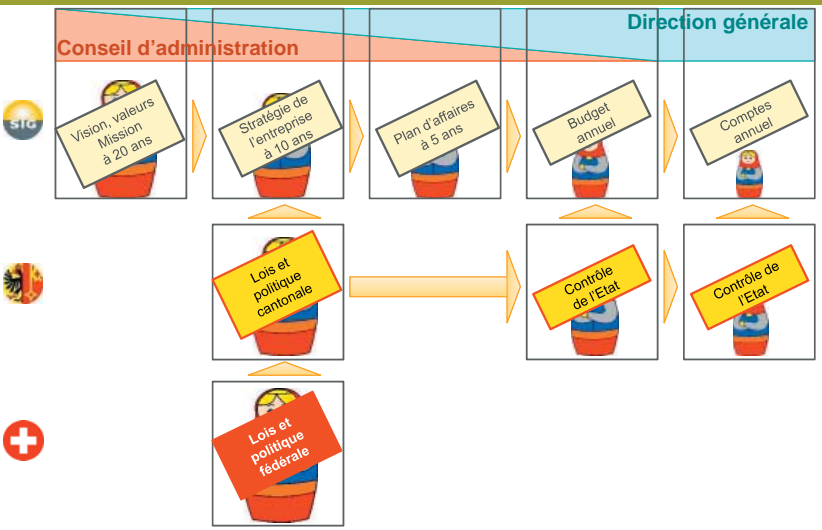 Direction générale
Conseil d'administration
SIG
Vision, valeurs
Mission
à 20 ans
Stratégie de
l'entreprise
à 10 ans
Plan d'affaires
à 5 ans
Budget
annuel
Comptes
annuel
Lois et
politique
cantonale
Contrôle
de l'Etat
Contrôle de
l'Etat
Lois et
politique
fédérale